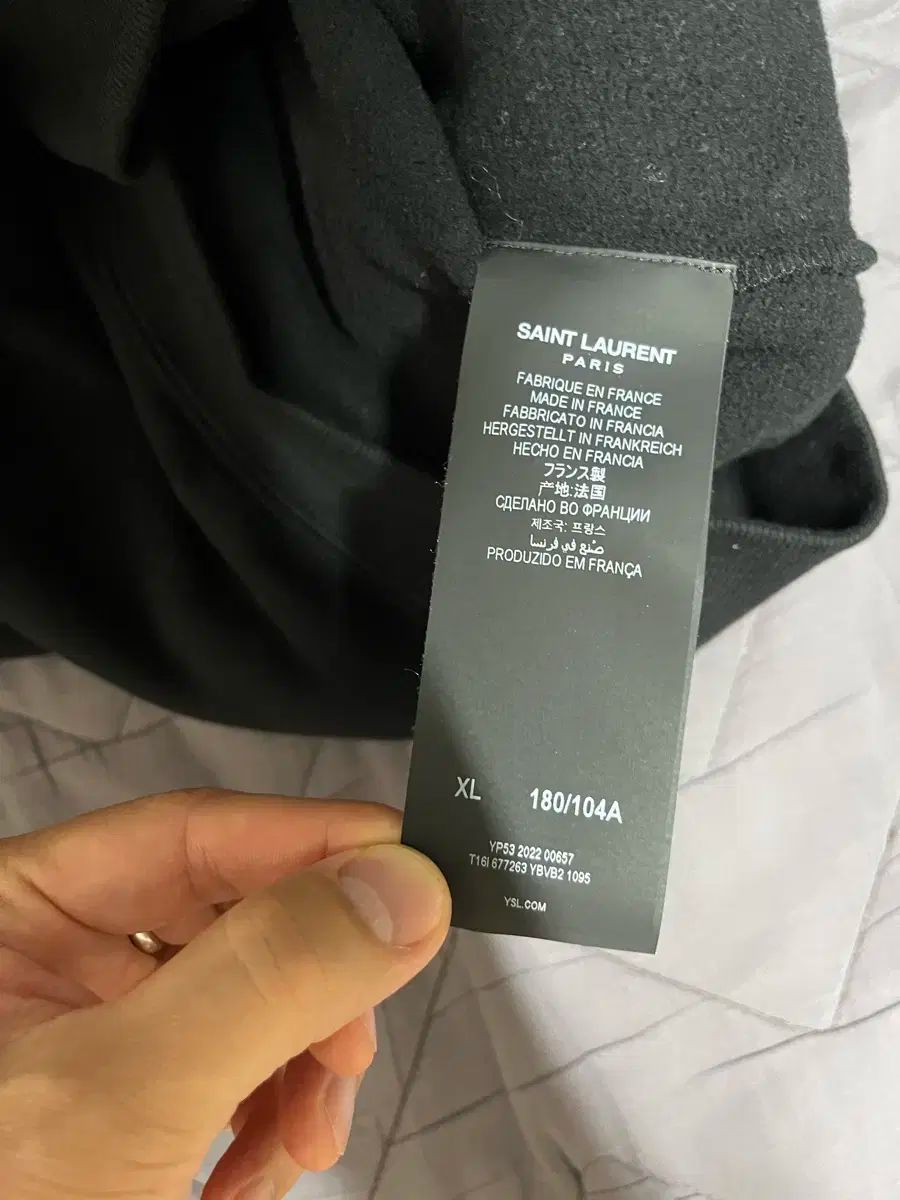 SAINT LAURENT
PARIS
FABRIQUE EN FRANCE
MADE IN FRANCE
FABBRICATO IN FRANCIA
HERGESTELLT IN FRANKREICH
HECHO EN FRANCIA
フランス製
产地:法国
СДЕЛАНО ВО ФРАНЦИИ
제조국: 프랑스
صُنع في فرنسا
PRODUZIDO EM FRANÇA
XL 180/104A
YP53 2022 00657
T16I 677263 YBVB2 1095
YSL.COM